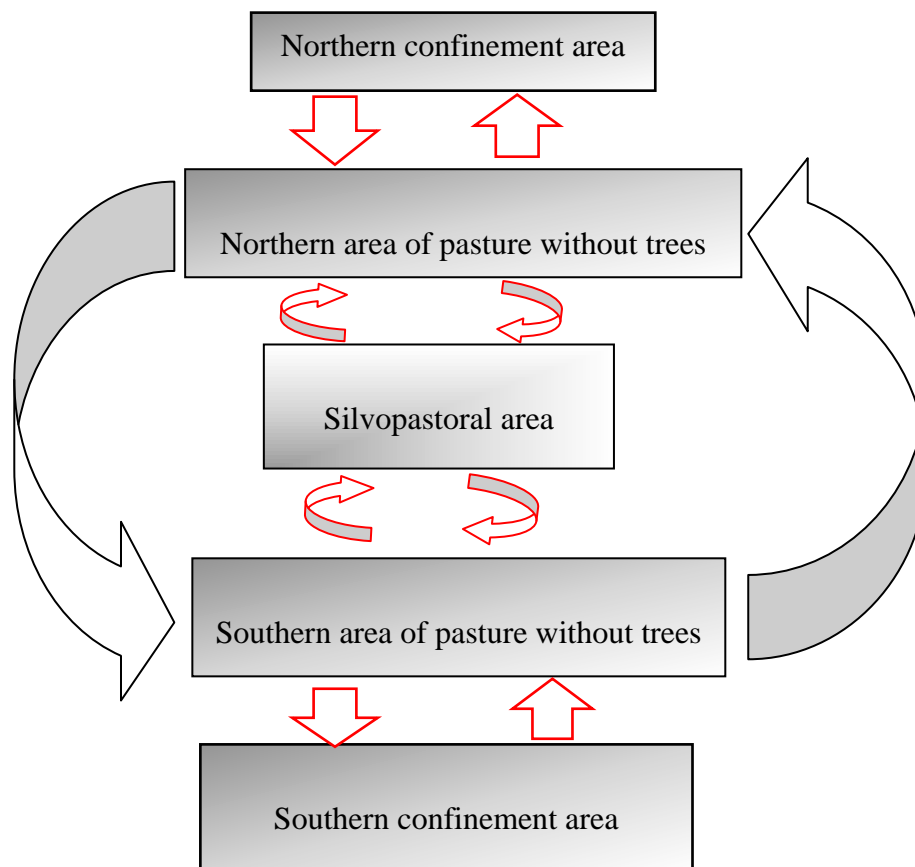 Northern confinement area
Northern area of pasture without trees
Silvopastoral area
Southern area of pasture without trees
Southern confinement area